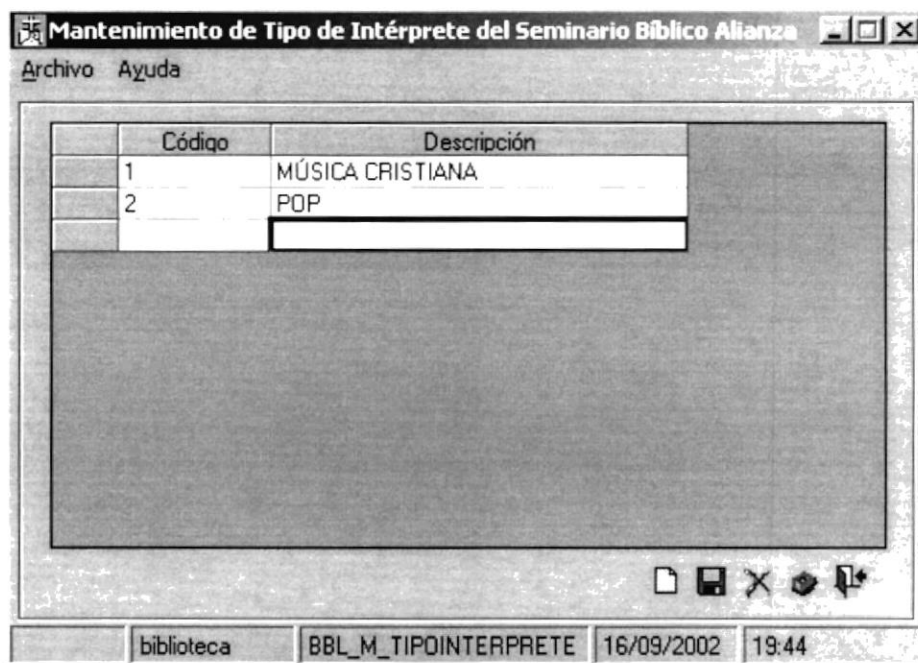 Mantenimiento de Tipo de Intérprete del Seminario Bíblico Alianza
Archivo Ayuda
Código Descripción
1 MÚSICA CRISTIANA
2 POP
biblioteca BBL_M_TIPOINTERPRETE 16/09/2002 19:44